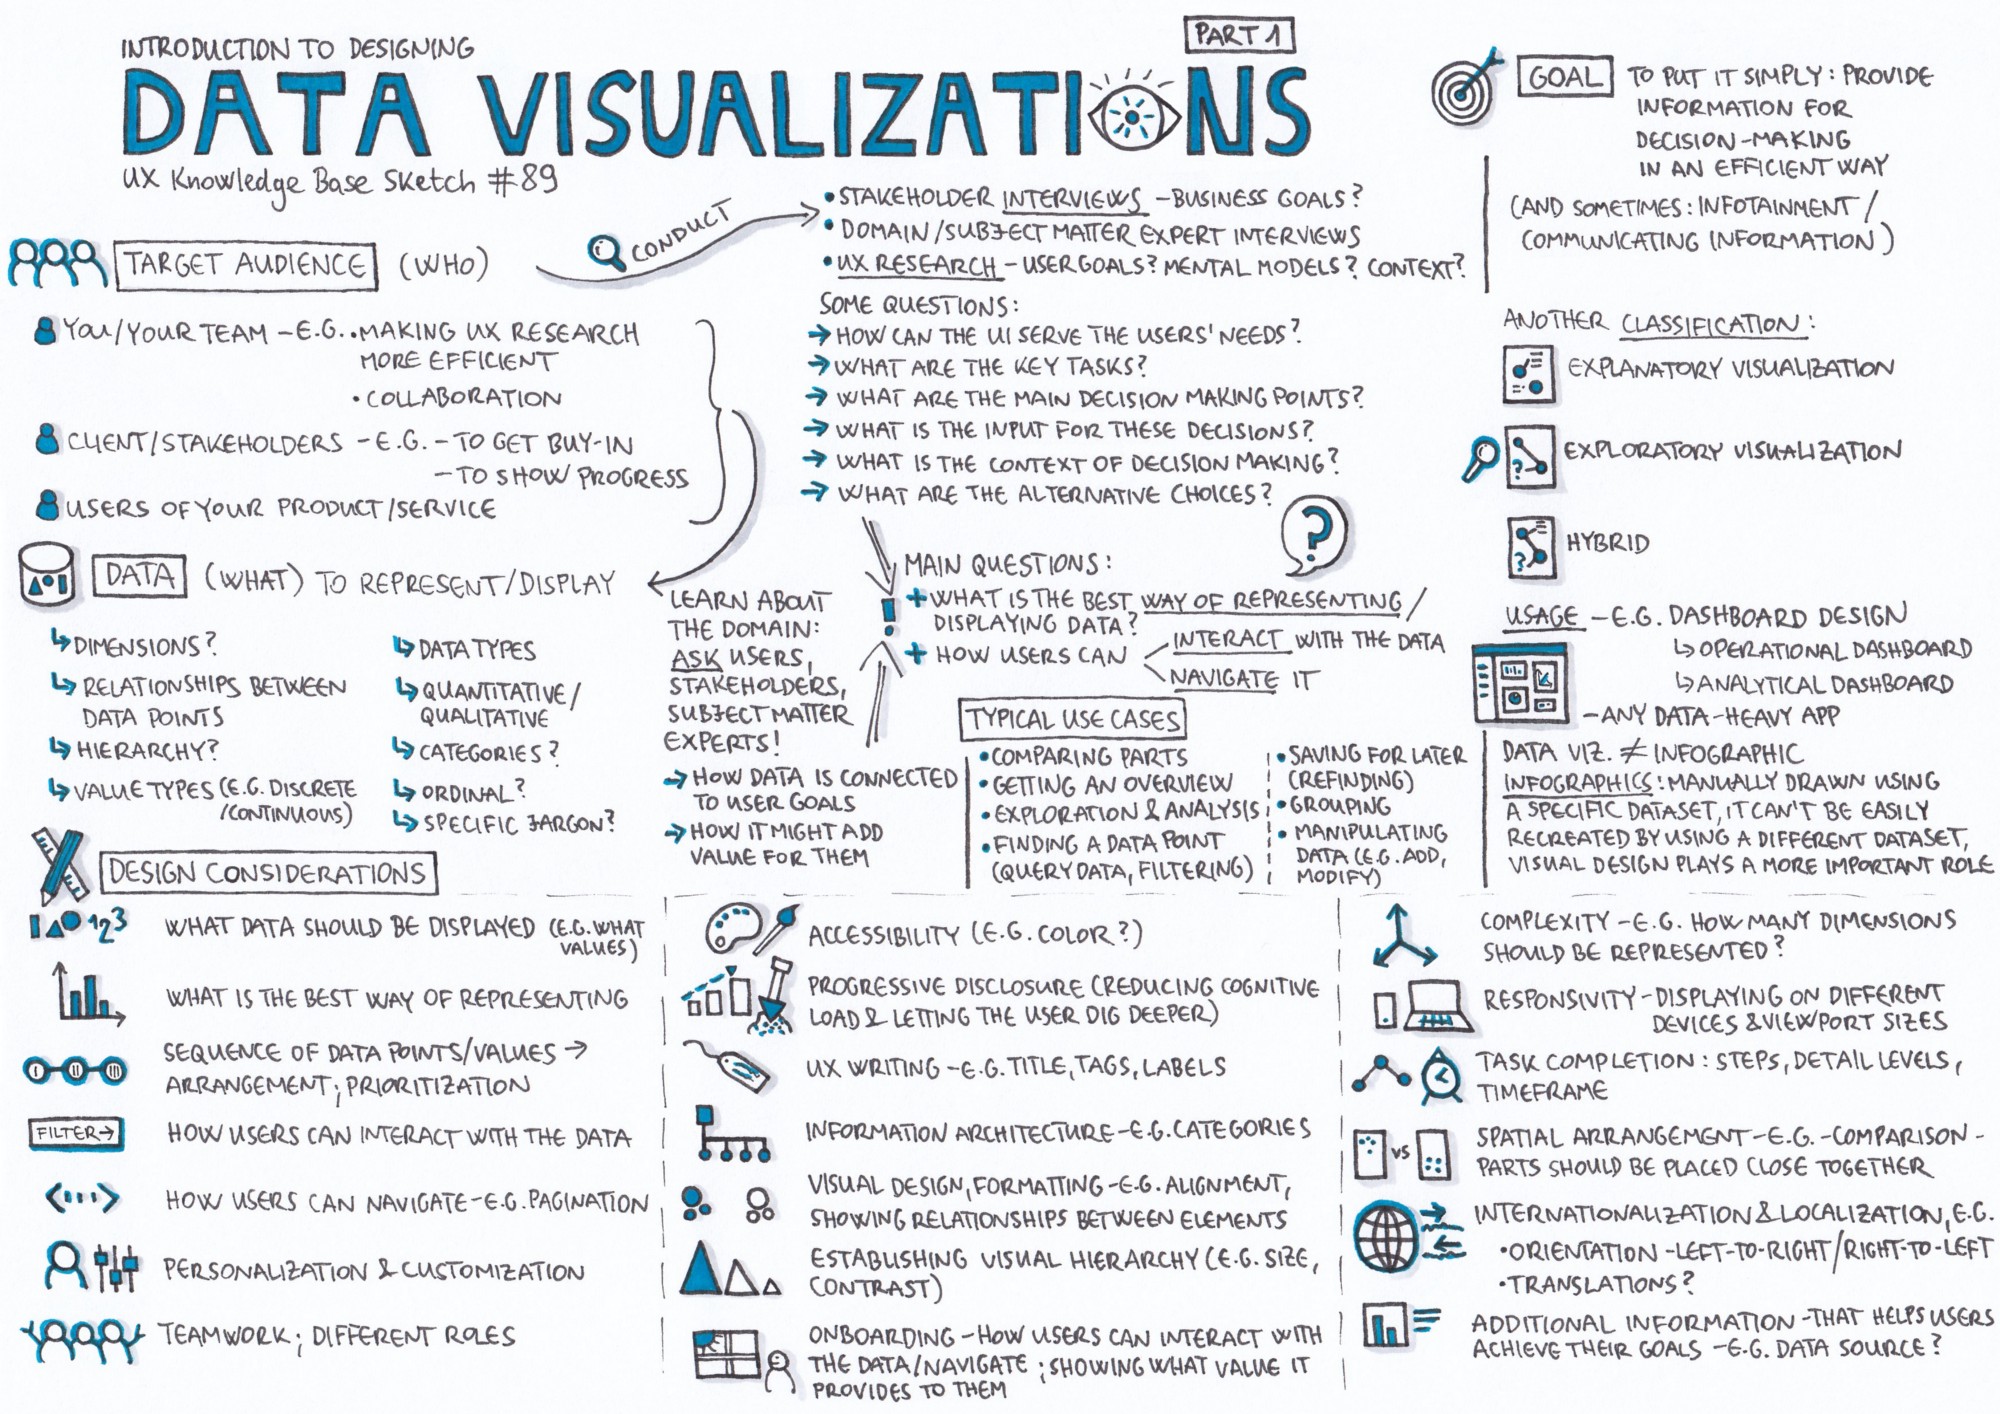 INTRODUCTION TO DESIGNING
PART 1
DATA VISUALIZATIONS
UX Knowledge Base Sketch #89
GOAL
TO PUT IT SIMPLY: PROVIDE
INFORMATION FOR
DECISION-MAKING
IN AN EFFICIENT WAY
(AND SOMETIMES: INFOTAINMENT/
COMMUNICATING INFORMATION)
TARGET AUDIENCE (WHO)
CONDUCT
• STAKEHOLDER INTERVIEWS - BUSINESS GOALS?
• DOMAIN/SUBJECT MATTER EXPERT INTERVIEWS
• UX RESEARCH - USER GOALS? MENTAL MODELS? CONTEXT?
YOU/YOUR TEAM - E.G. • MAKING UX RESEARCH
MORE EFFICIENT
• COLLABORATION
CLIENT/STAKEHOLDERS - E.G. - TO GET BUY-IN
- TO SHOW PROGRESS
USERS OF YOUR PRODUCT/SERVICE
SOME QUESTIONS:
→ HOW CAN THE UI SERVE THE USERS' NEEDS?
→ WHAT ARE THE KEY TASKS?
→ WHAT ARE THE MAIN DECISION MAKING POINTS?
→ WHAT IS THE INPUT FOR THESE DECISIONS?
→ WHAT IS THE CONTEXT OF DECISION MAKING?
→ WHAT ARE THE ALTERNATIVE CHOICES?
?
ANOTHER CLASSIFICATION:
EXPLANATORY VISUALIZATION
?
EXPLORATORY VISUALIZATION
?
HYBRID
DATA (WHAT) TO REPRESENT/DISPLAY
↳ DIMENSIONS?
↳ RELATIONSHIPS BETWEEN
DATA POINTS
↳ HIERARCHY?
↳ VALUE TYPES (E.G. DISCRETE
/CONTINUOUS)
↳ DATA TYPES
↳ QUANTITATIVE/
QUALITATIVE
↳ CATEGORIES?
↳ ORDINAL?
↳ SPECIFIC JARGON?
LEARN ABOUT
THE DOMAIN:
ASK USERS,
STAKEHOLDERS,
SUBJECT MATTER
EXPERTS!
→ HOW DATA IS CONNECTED
TO USER GOALS
→ HOW IT MIGHT ADD
VALUE FOR THEM
!
MAIN QUESTIONS:
+ WHAT IS THE BEST WAY OF REPRESENTING/
DISPLAYING DATA?
+ HOW USERS CAN
INTERACT WITH THE DATA
NAVIGATE IT
TYPICAL USE CASES
• COMPARING PARTS
• GETTING AN OVERVIEW
• EXPLORATION & ANALYSIS
• FINDING A DATA POINT
(QUERY DATA, FILTERING)
• SAVING FOR LATER
(REFINDING)
• GROUPING
• MANIPULATING
DATA (E.G. ADD,
MODIFY)
USAGE - E.G. DASHBOARD DESIGN
↳ OPERATIONAL DASHBOARD
↳ ANALYTICAL DASHBOARD
- ANY DATA-HEAVY APP
DATA VIZ. ≠ INFOGRAPHIC
INFOGRAPHICS: MANUALLY DRAWN USING
A SPECIFIC DATASET, IT CAN'T BE EASILY
RECREATED BY USING A DIFFERENT DATASET,
VISUAL DESIGN PLAYS A MORE IMPORTANT ROLE
DESIGN CONSIDERATIONS
123
WHAT DATA SHOULD BE DISPLAYED (E.G. WHAT
VALUES)
WHAT IS THE BEST WAY OF REPRESENTING
I II III
SEQUENCE OF DATA POINTS/VALUES →
ARRANGEMENT; PRIORITIZATION
FILTER →
HOW USERS CAN INTERACT WITH THE DATA
HOW USERS CAN NAVIGATE - E.G. PAGINATION
PERSONALIZATION & CUSTOMIZATION
TEAMWORK; DIFFERENT ROLES
ACCESSIBILITY (E.G. COLOR?)
PROGRESSIVE DISCLOSURE (REDUCING COGNITIVE
LOAD & LETTING THE USER DIG DEEPER)
UX WRITING - E.G. TITLE, TAGS, LABELS
INFORMATION ARCHITECTURE - E.G. CATEGORIES
VISUAL DESIGN, FORMATTING - E.G. ALIGNMENT,
SHOWING RELATIONSHIPS BETWEEN ELEMENTS
ESTABLISHING VISUAL HIERARCHY (E.G. SIZE,
CONTRAST)
ONBOARDING - HOW USERS CAN INTERACT WITH
THE DATA/NAVIGATE; SHOWING WHAT VALUE IT
PROVIDES TO THEM
COMPLEXITY - E.G. HOW MANY DIMENSIONS
SHOULD BE REPRESENTED?
RESPONSIVITY - DISPLAYING ON DIFFERENT
DEVICES & VIEWPORT SIZES
TASK COMPLETION: STEPS, DETAIL LEVELS,
TIMEFRAME
VS
SPATIAL ARRANGEMENT - E.G. - COMPARISON -
PARTS SHOULD BE PLACED CLOSE TOGETHER
INTERNATIONALIZATION & LOCALIZATION, E.G.
• ORIENTATION - LEFT-TO-RIGHT/RIGHT-TO-LEFT
• TRANSLATIONS?
ADDITIONAL INFORMATION - THAT HELPS USERS
ACHIEVE THEIR GOALS - E.G. DATA SOURCE?